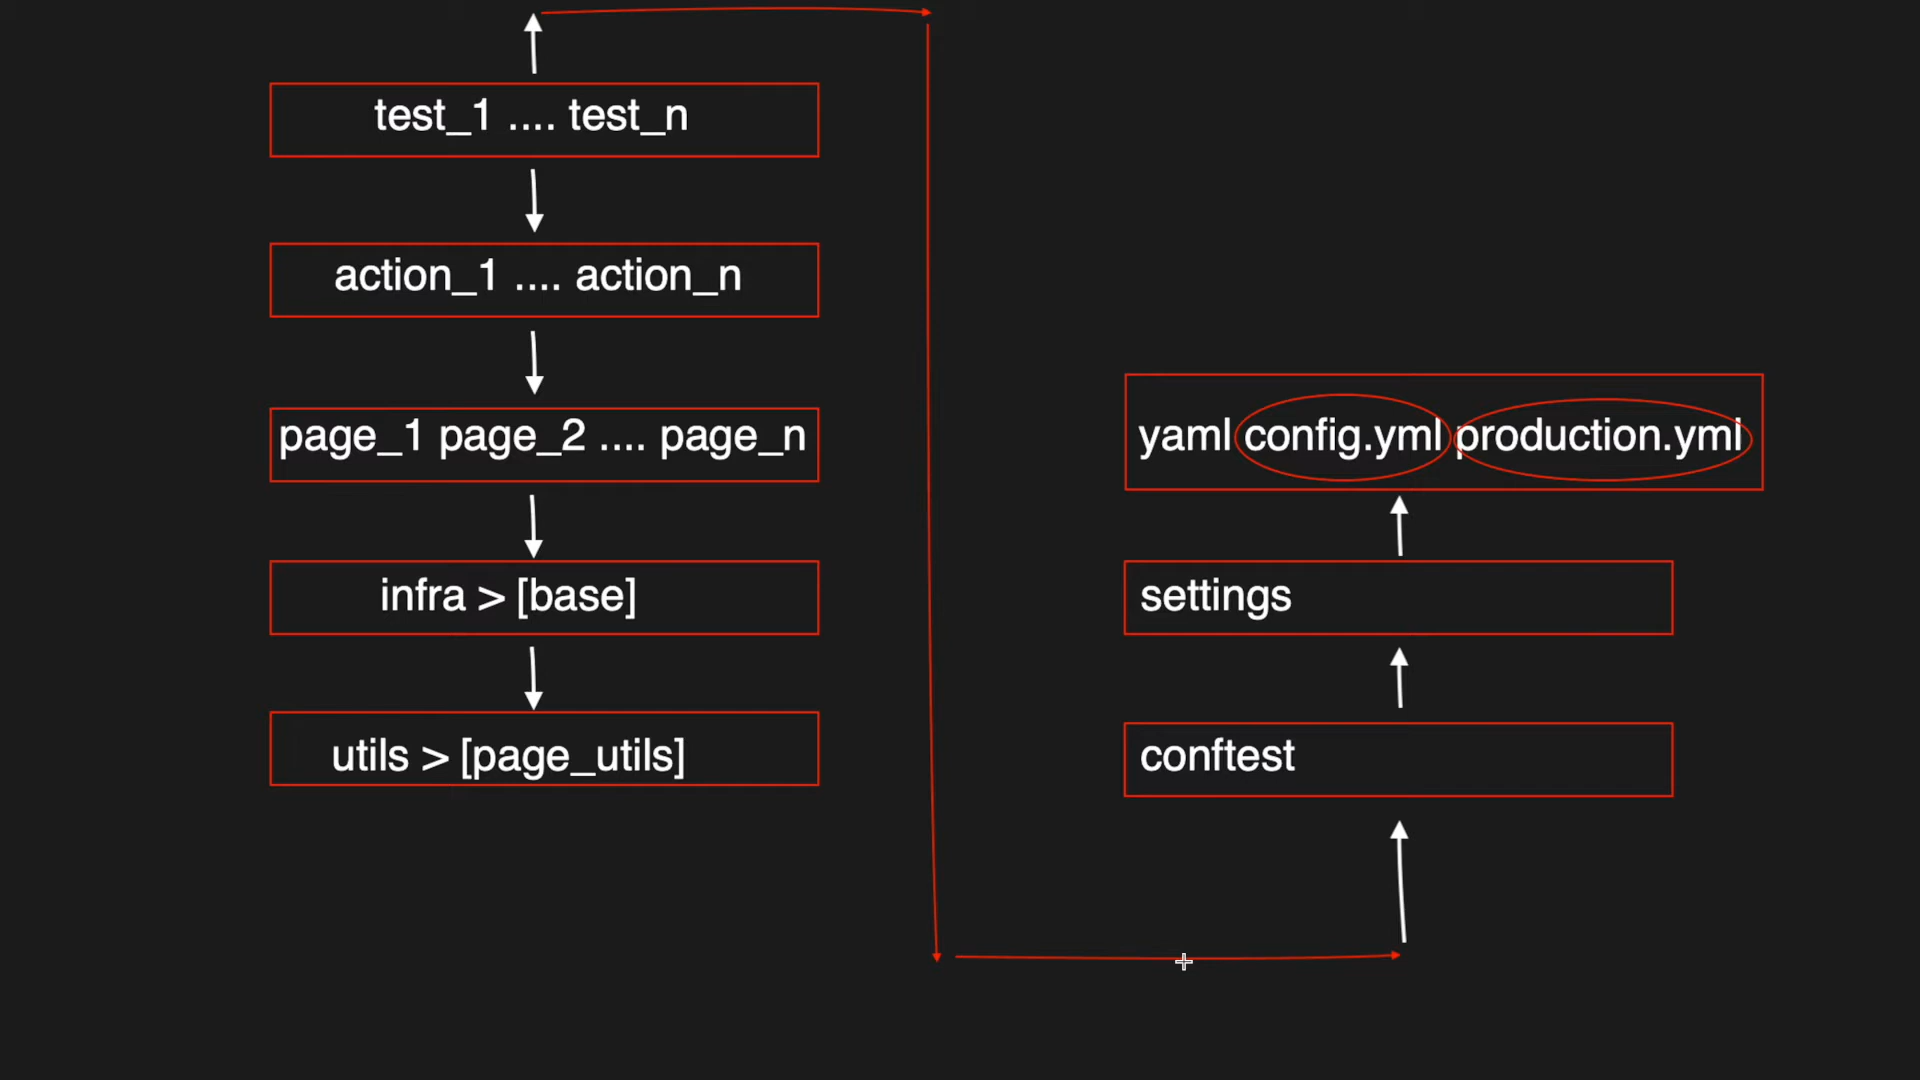 test_1 .... test_n
action_1 .... action_n
page_1 page_2 .... page_n
infra > [base]
utils > [page_utils]
yaml config.yml production.yml
settings
conftest